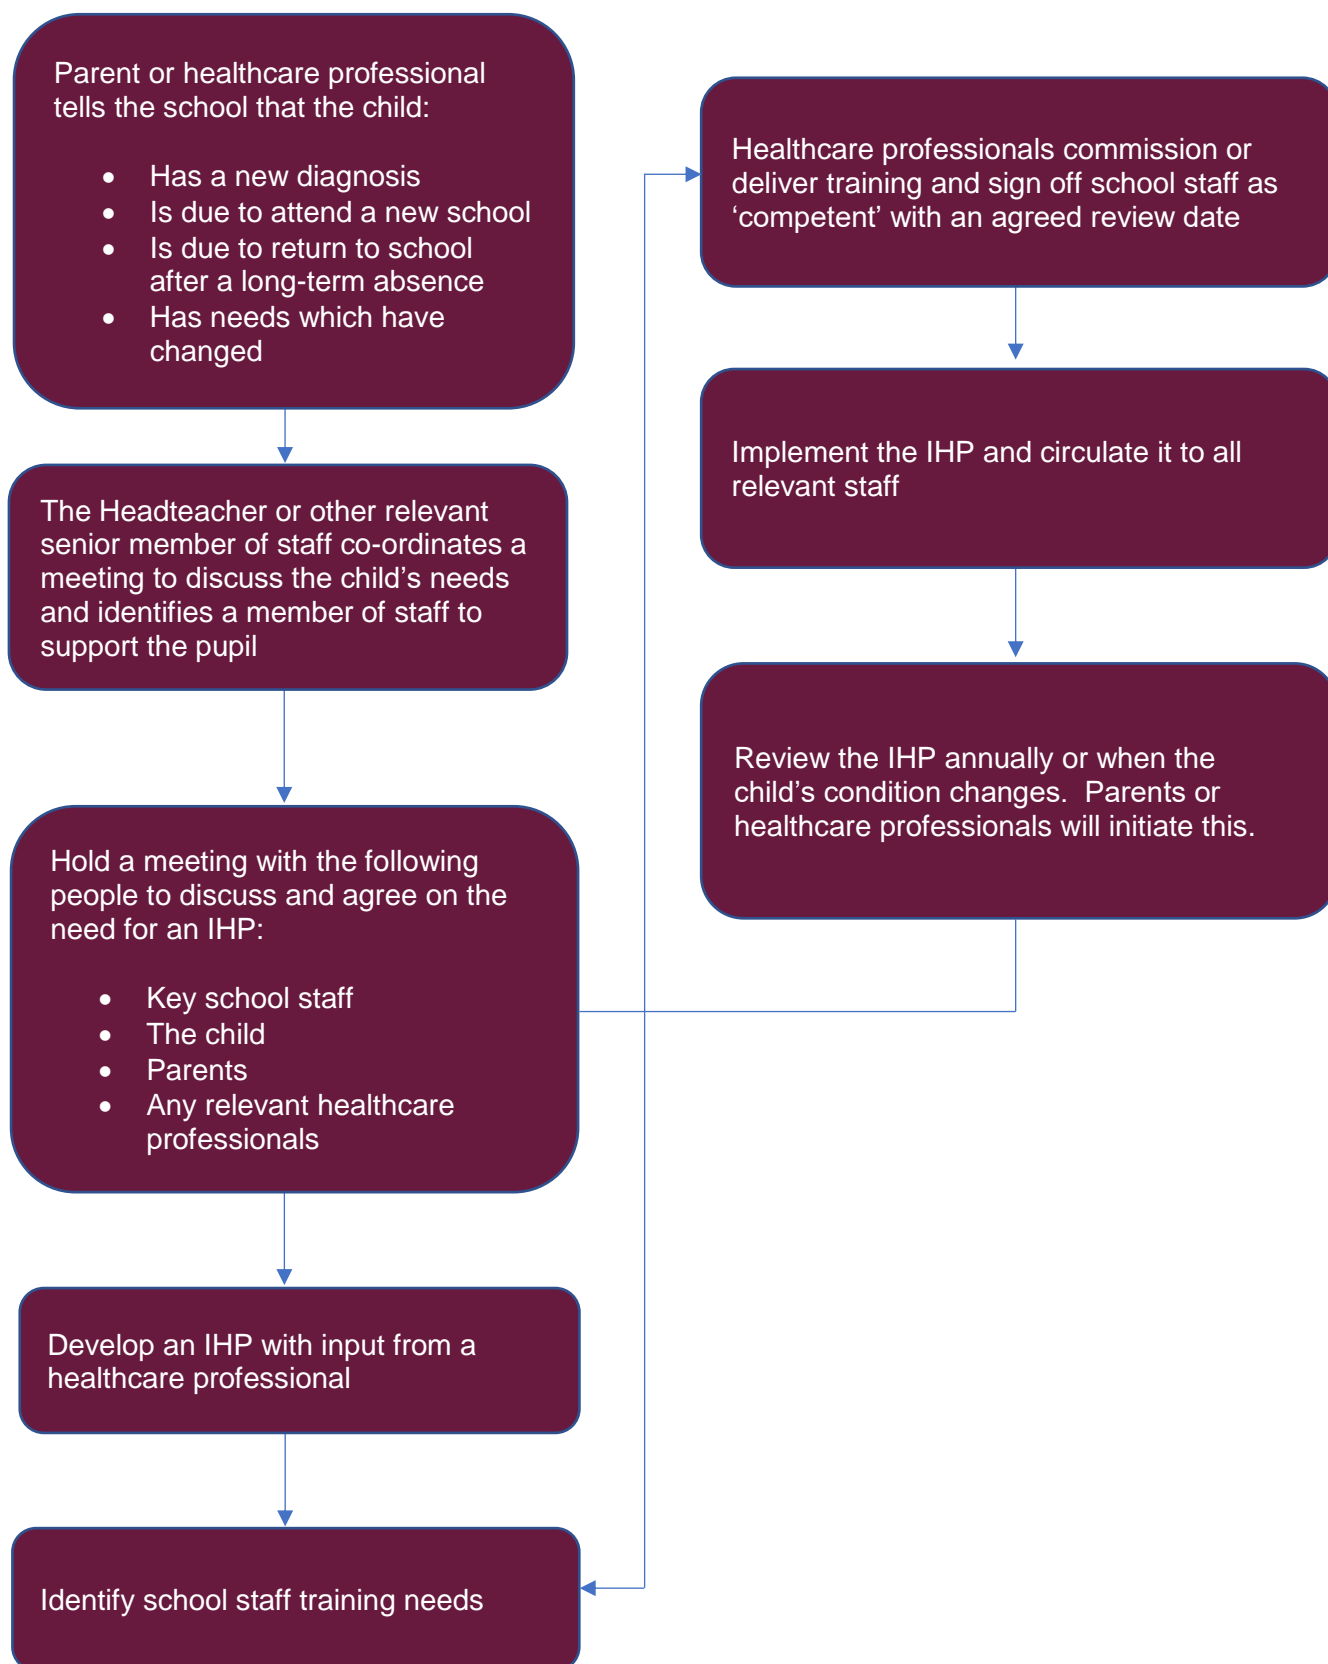 Parent or healthcare professional
tells the school that the child:
• Has a new diagnosis
• Is due to attend a new school
• Is due to return to school
after a long-term absence
• Has needs which have
changed
The Headteacher or other relevant
senior member of staff co-ordinates a
meeting to discuss the child’s needs
and identifies a member of staff to
support the pupil
Hold a meeting with the following
people to discuss and agree on the
need for an IHP:
• Key school staff
• The child
• Parents
• Any relevant healthcare
professionals
Develop an IHP with input from a
healthcare professional
Identify school staff training needs
Healthcare professionals commission or
deliver training and sign off school staff as
‘competent’ with an agreed review date
Implement the IHP and circulate it to all
relevant staff
Review the IHP annually or when the
child’s condition changes.  Parents or
healthcare professionals will initiate this.